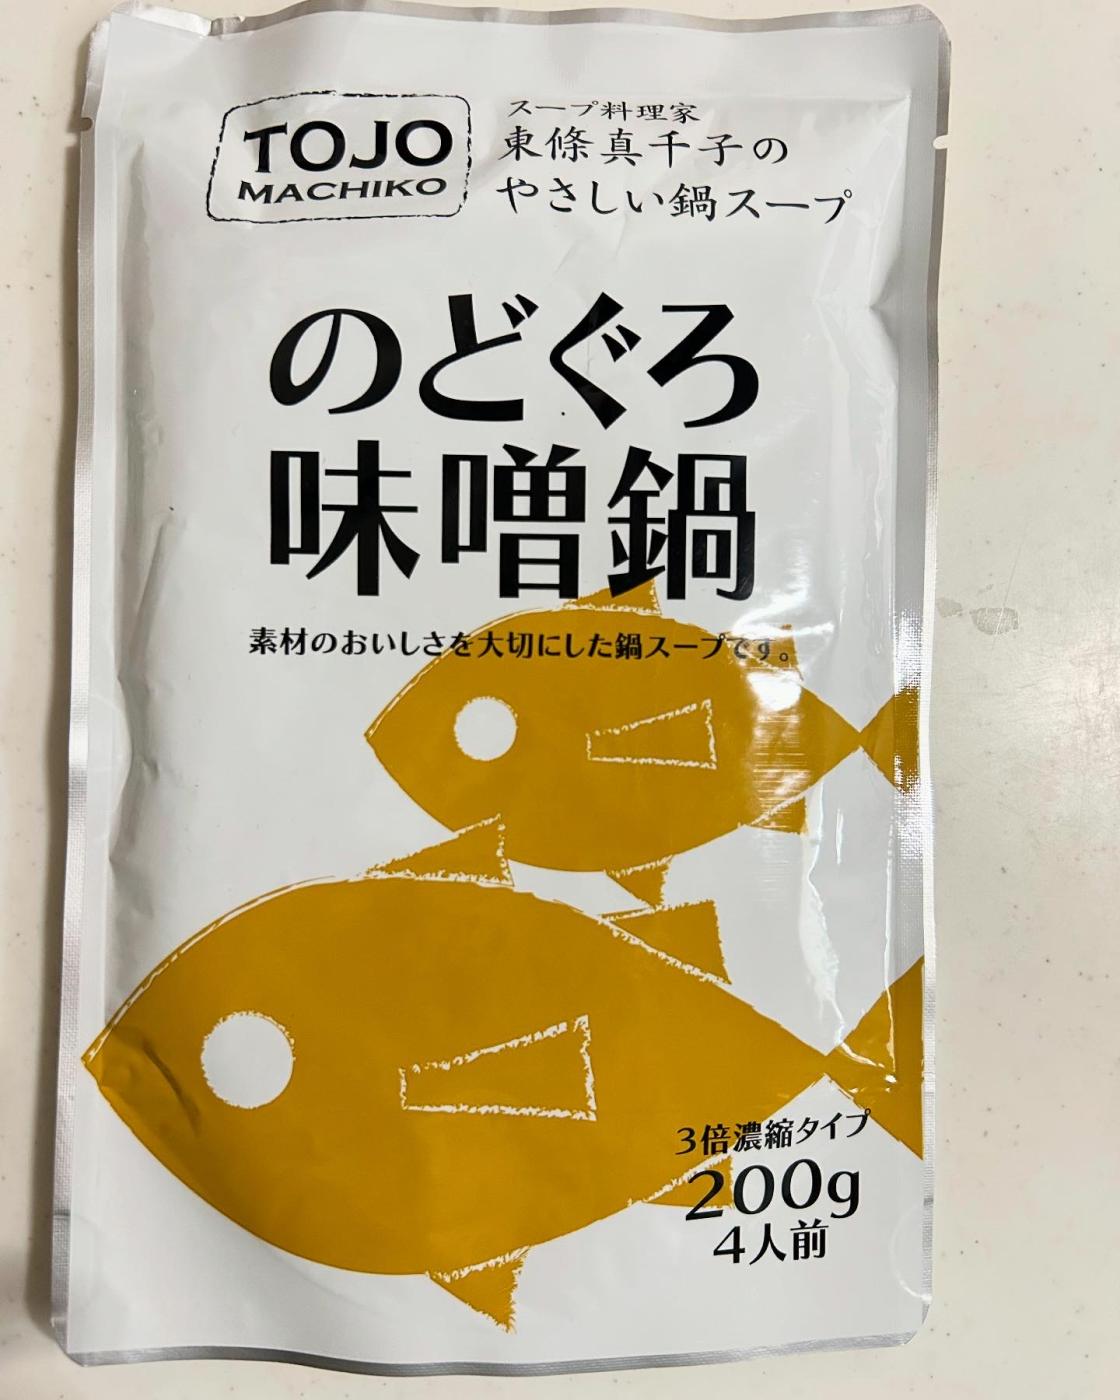 TOJO
MACHIKO
スープ料理家
東條真千子の
やさしい鍋スープ
のどぐろ
味噌鍋
素材のおいしさを大切にした鍋スープです。
3倍濃縮タイプ
200g
4人前